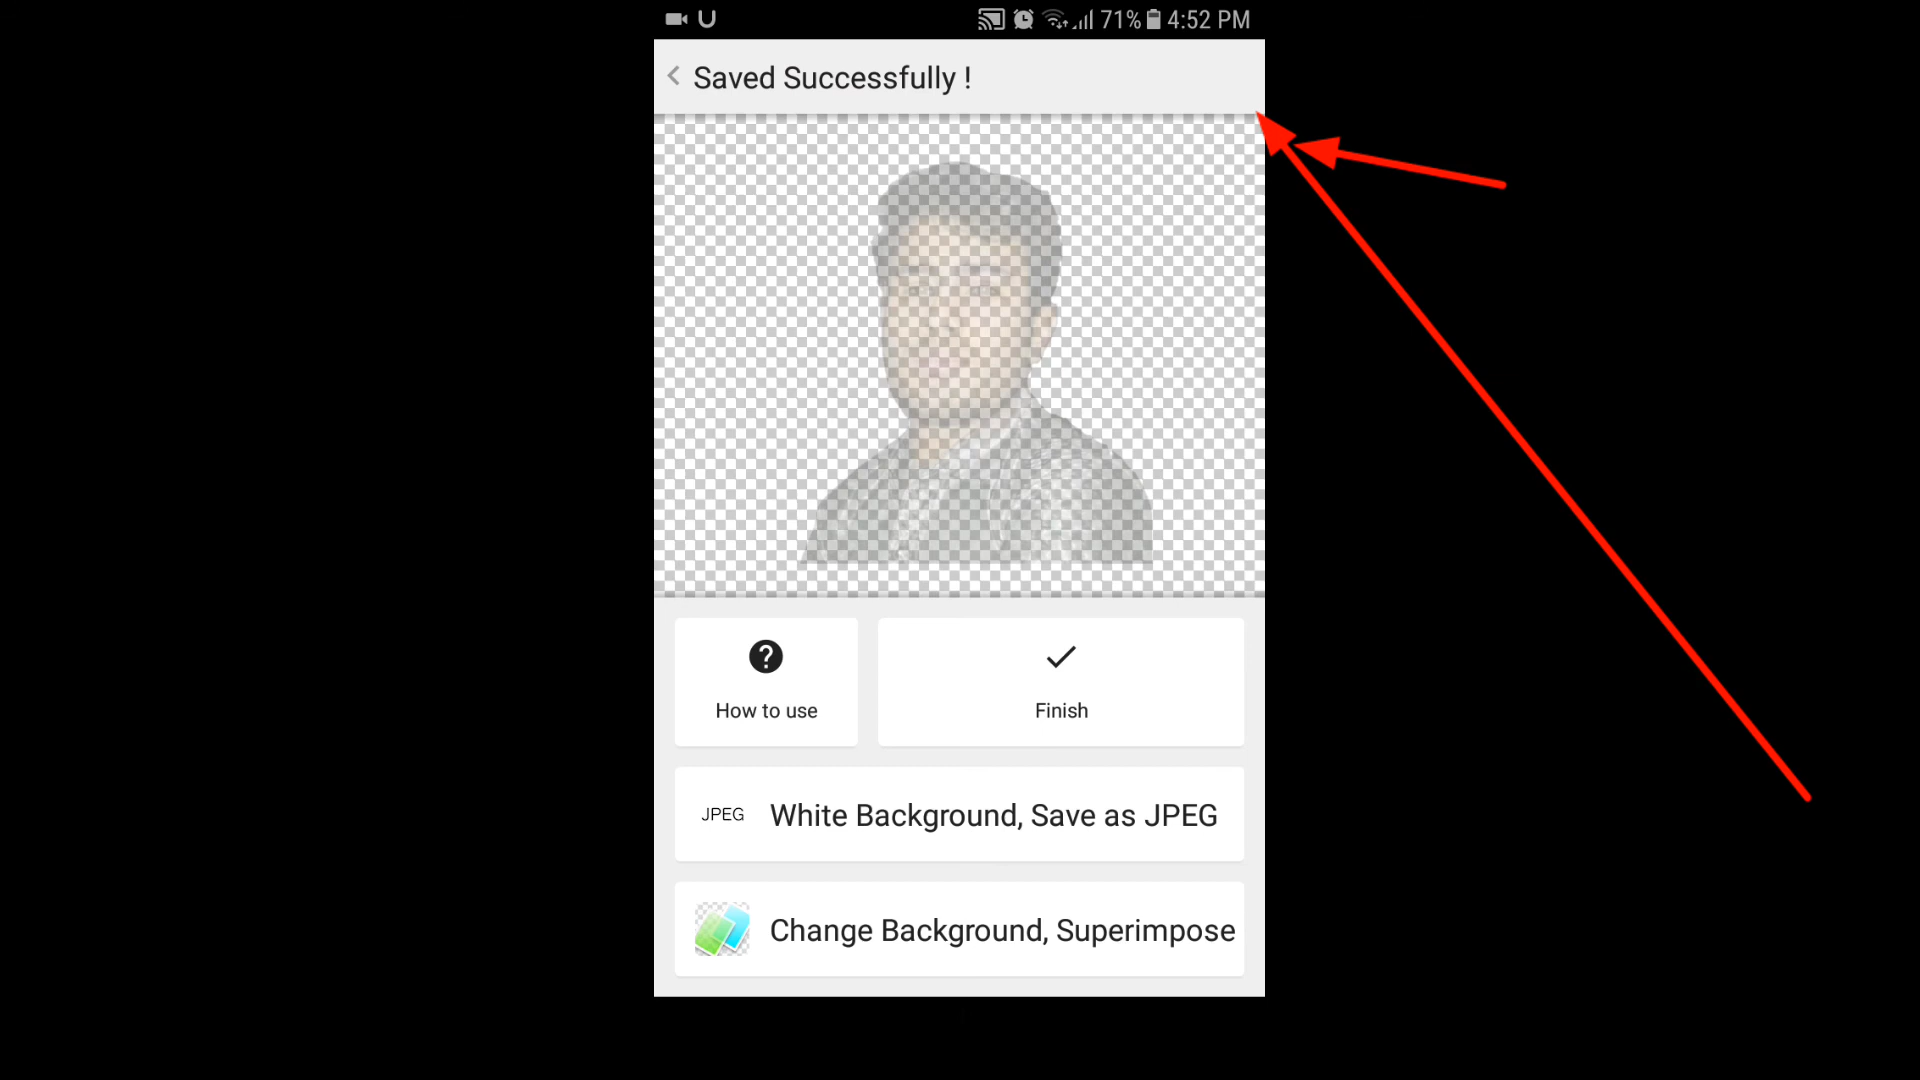 U 71% 4:52 PM
Saved Successfully !
How to use
Finish
JPEG White Background, Save as JPEG
Change Background, Superimpose